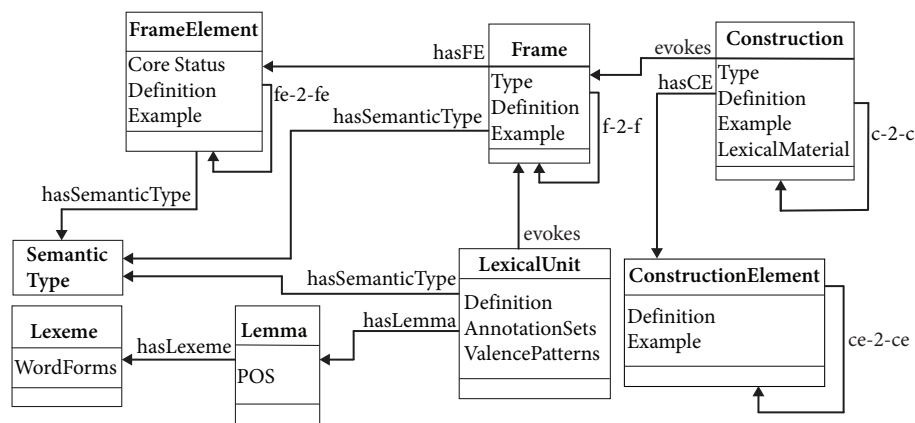 FrameElement
Core Status
Definition
Example
fe-2-fe
hasFE
Frame
Type
Definition
Example
f-2-f
evokes
hasCE
Construction
Type
Definition
Example
LexicalMaterial
c-2-c
hasSemanticType
hasSemanticType
evokes
Semantic
Type
hasSemanticType
LexicalUnit
Definition
AnnotationSets
ValencePatterns
ConstructionElement
Definition
Example
ce-2-ce
Lexeme
WordForms
hasLexeme
Lemma
POS
hasLemma